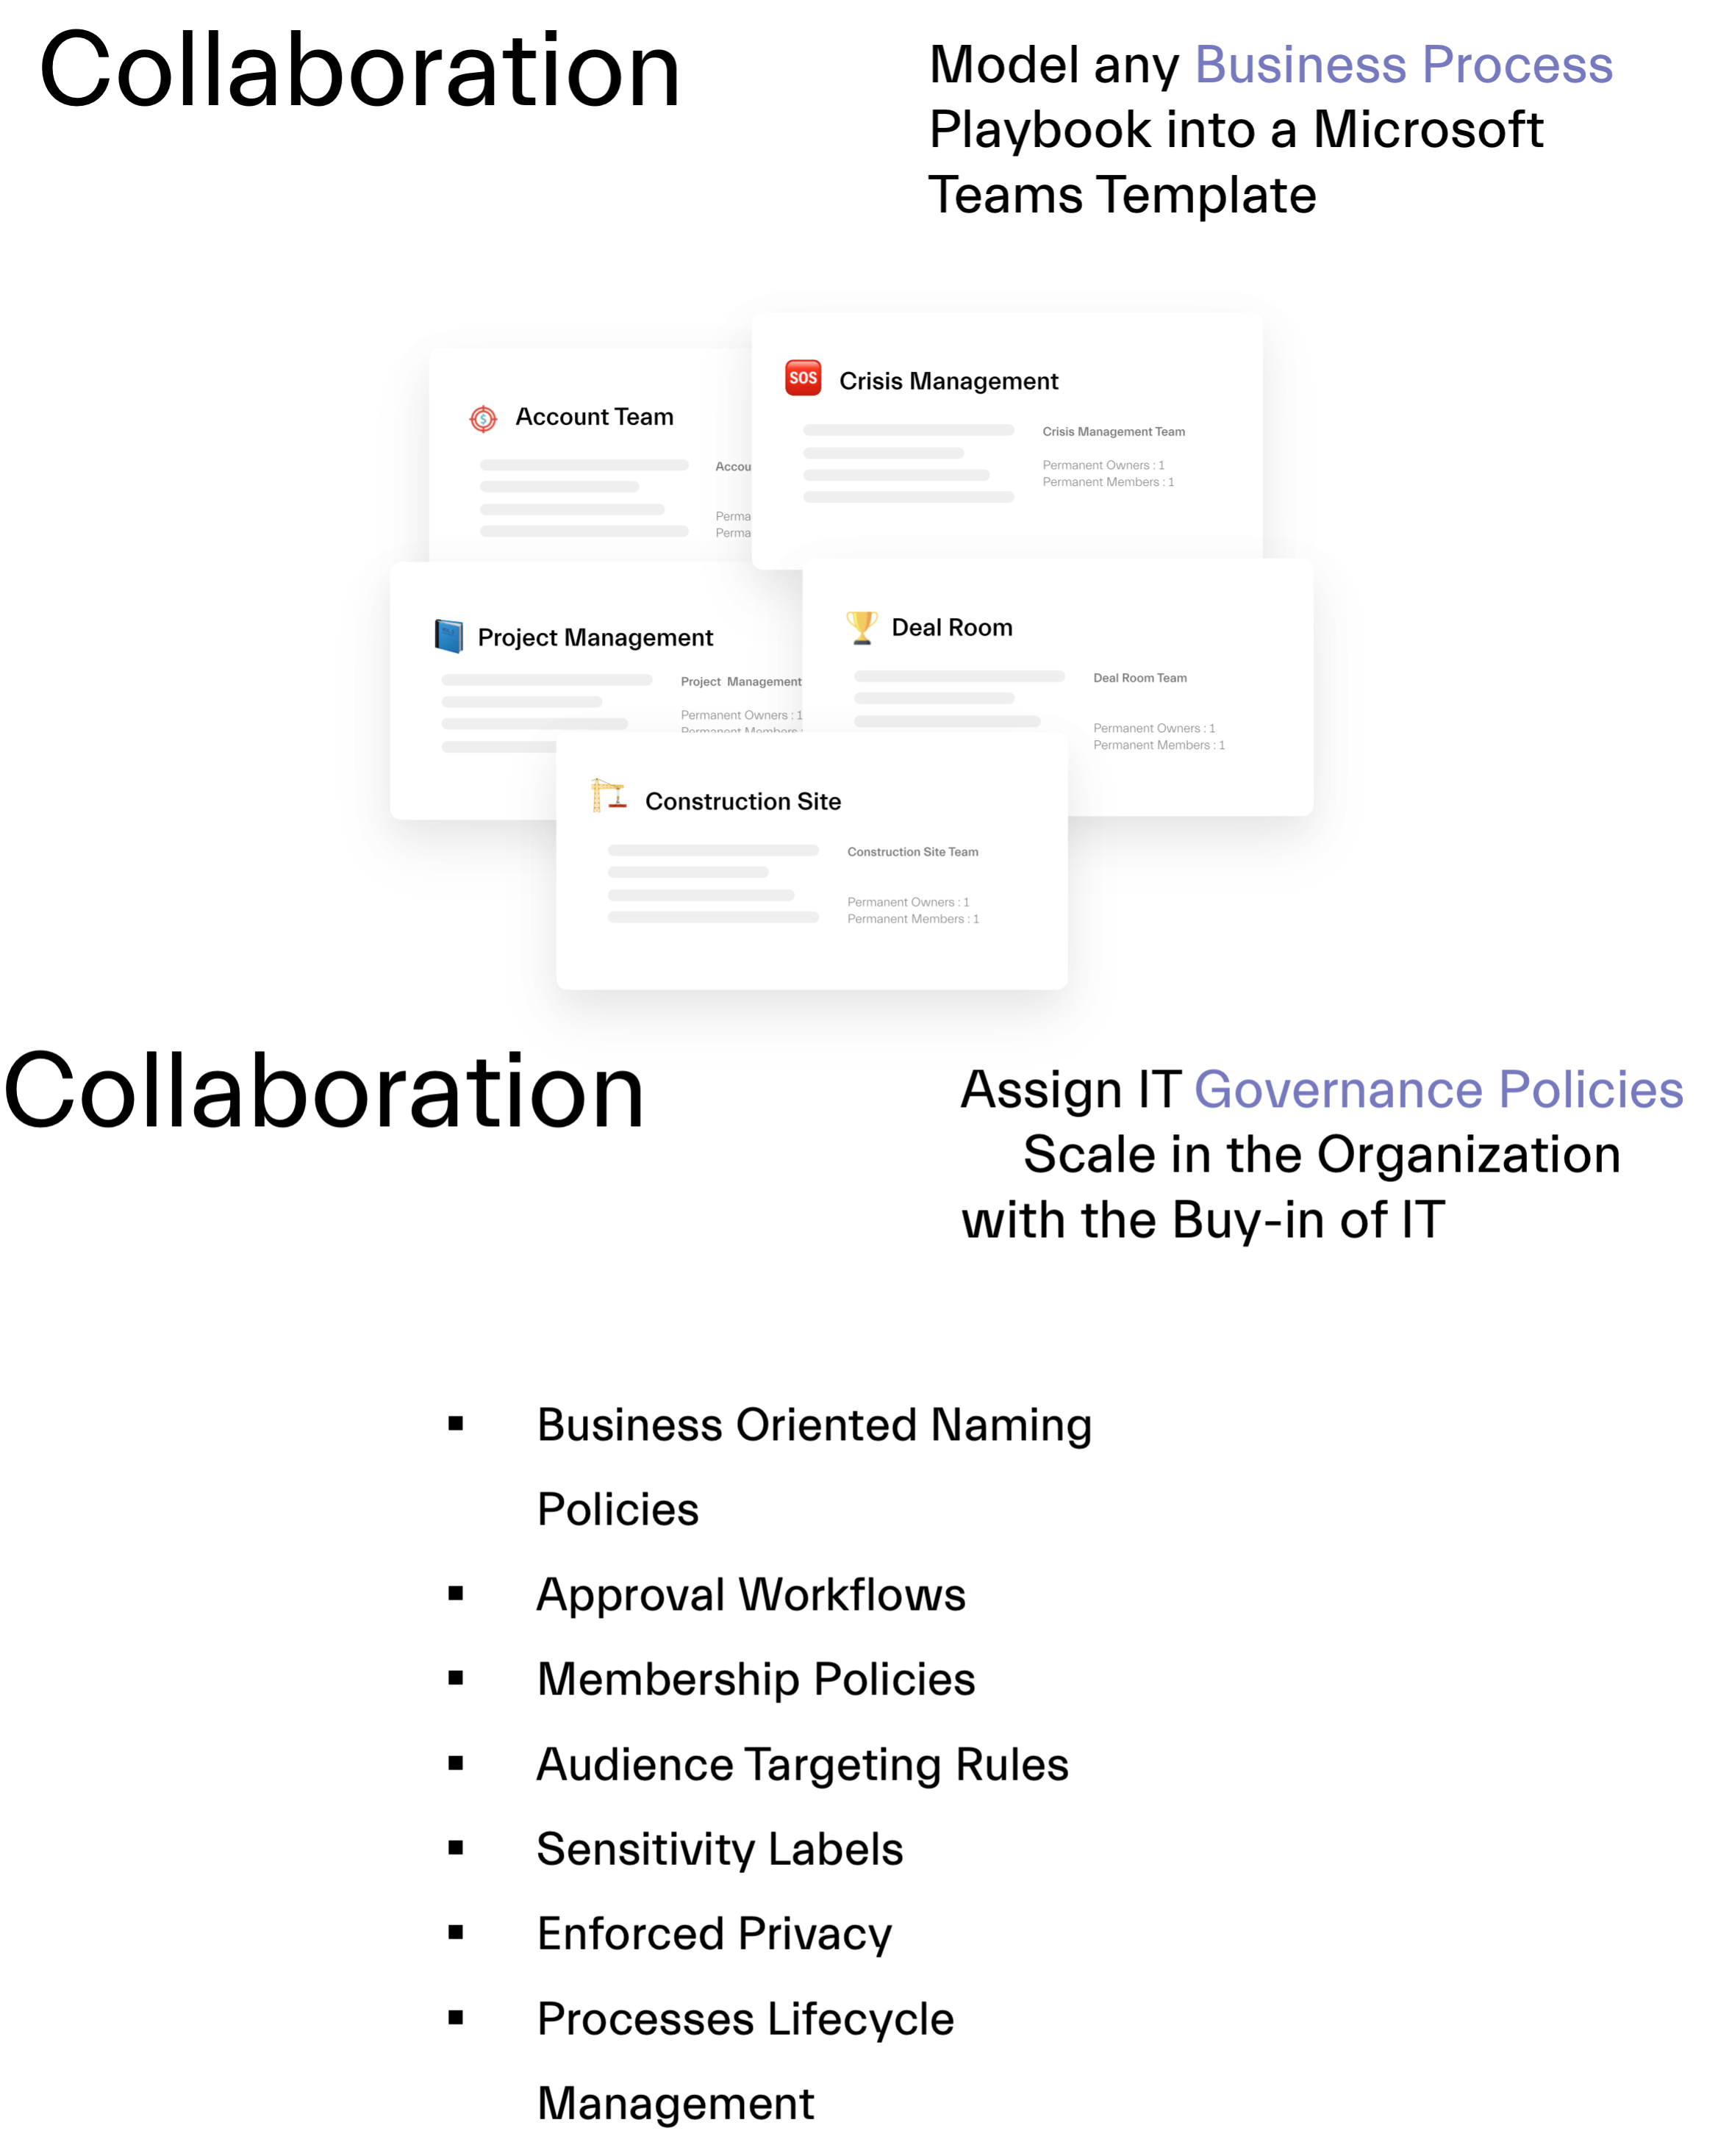 Collaboration
Model any Business Process
Playbook into a Microsoft
Teams Template
Account Team
SOS
Crisis Management
Crisis Management Team
Permanent Owners : 1
Permanent Members : 1
Project Management
Project Management
Permanent Owners : 1
Permanent Members :
Deal Room
Deal Room Team
Permanent Owners : 1
Permanent Members : 1
Construction Site
Construction Site Team
Permanent Owners : 1
Permanent Members : 1
Collaboration
Assign IT Governance Policies
Scale in the Organization
with the Buy-in of IT
▪ Business Oriented Naming
Policies
▪ Approval Workflows
▪ Membership Policies
▪ Audience Targeting Rules
▪ Sensitivity Labels
▪ Enforced Privacy
▪ Processes Lifecycle
Management